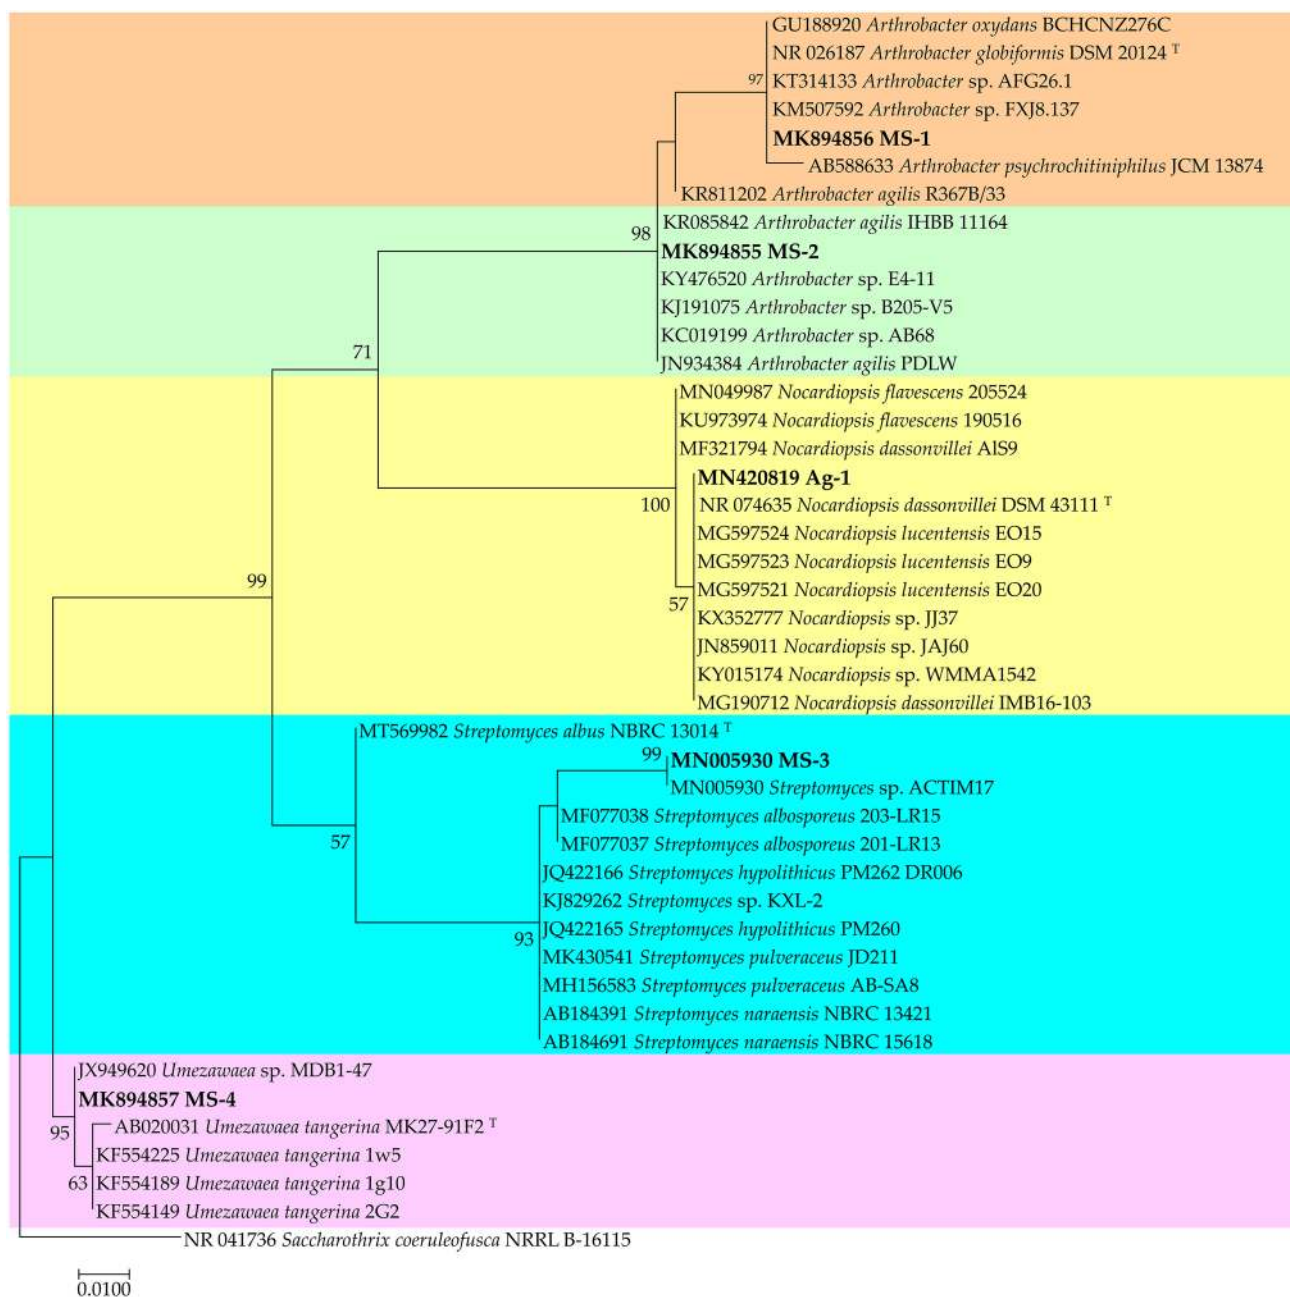 GU188920 Arthrobacter oxydans BCHCNZ276C
NR 026187 Arthrobacter globiformis DSM 20124 T
97 KT314133 Arthrobacter sp. AFG26.1
KM507592 Arthrobacter sp. FXJ8.137
MK894856 MS-1
AB588633 Arthrobacter psychrochitiniphilus JCM 13874
KR811202 Arthrobacter agilis R367B/33
KR085842 Arthrobacter agilis IHBB 11164
98
MK894855 MS-2
KY476520 Arthrobacter sp. E4-11
KJ191075 Arthrobacter sp. B205-V5
KC019199 Arthrobacter sp. AB68
71
JN934384 Arthrobacter agilis PDLW
MN049987 Nocardiopsis flavescens 205524
KU973974 Nocardiopsis flavescens 190516
MF321794 Nocardiopsis dassonvillei AlS9
MN420819 Ag-1
100 NR 074635 Nocardiopsis dassonvillei DSM 43111 T
MG597524 Nocardiopsis lucentensis EO15
MG597523 Nocardiopsis lucentensis EO9
99
MG597521 Nocardiopsis lucentensis EO20
57
KX352777 Nocardiopsis sp. JJ37
JN859011 Nocardiopsis sp. JAJ60
KY015174 Nocardiopsis sp. WMMA1542
MG190712 Nocardiopsis dassonvillei IMB16-103
MT569982 Streptomyces albus NBRC 13014 T
99 MN005930 MS-3
MN005930 Streptomyces sp. ACTIM17
MF077038 Streptomyces albosporeus 203-LR15
57 MF077037 Streptomyces albosporeus 201-LR13
JQ422166 Streptomyces hypolithicus PM262 DR006
KJ829262 Streptomyces sp. KXL-2
JQ422165 Streptomyces hypolithicus PM260
93
MK430541 Streptomyces pulveraceus JD211
MH156583 Streptomyces pulveraceus AB-SA8
AB184391 Streptomyces naraensis NBRC 13421
AB184691 Streptomyces naraensis NBRC 15618
JX949620 Umezawaea sp. MDB1-47
MK894857 MS-4
AB020031 Umezawaea tangerina MK27-91F2 T
95
KF554225 Umezawaea tangerina 1w5
63 KF554189 Umezawaea tangerina 1g10
KF554149 Umezawaea tangerina 2G2
NR 041736 Saccharothrix coeruleofusca NRRL B-16115
0.0100